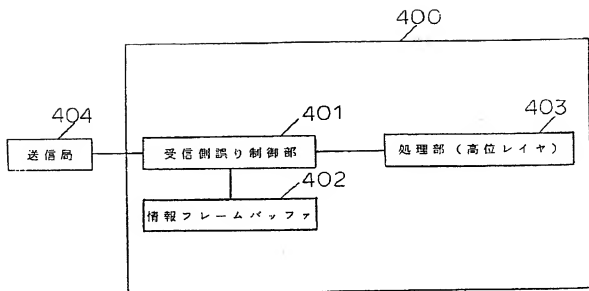 400
404
401
403
送信局
受信側誤り制御部
処理部(高位レイヤ)
402
情報フレームバッファ